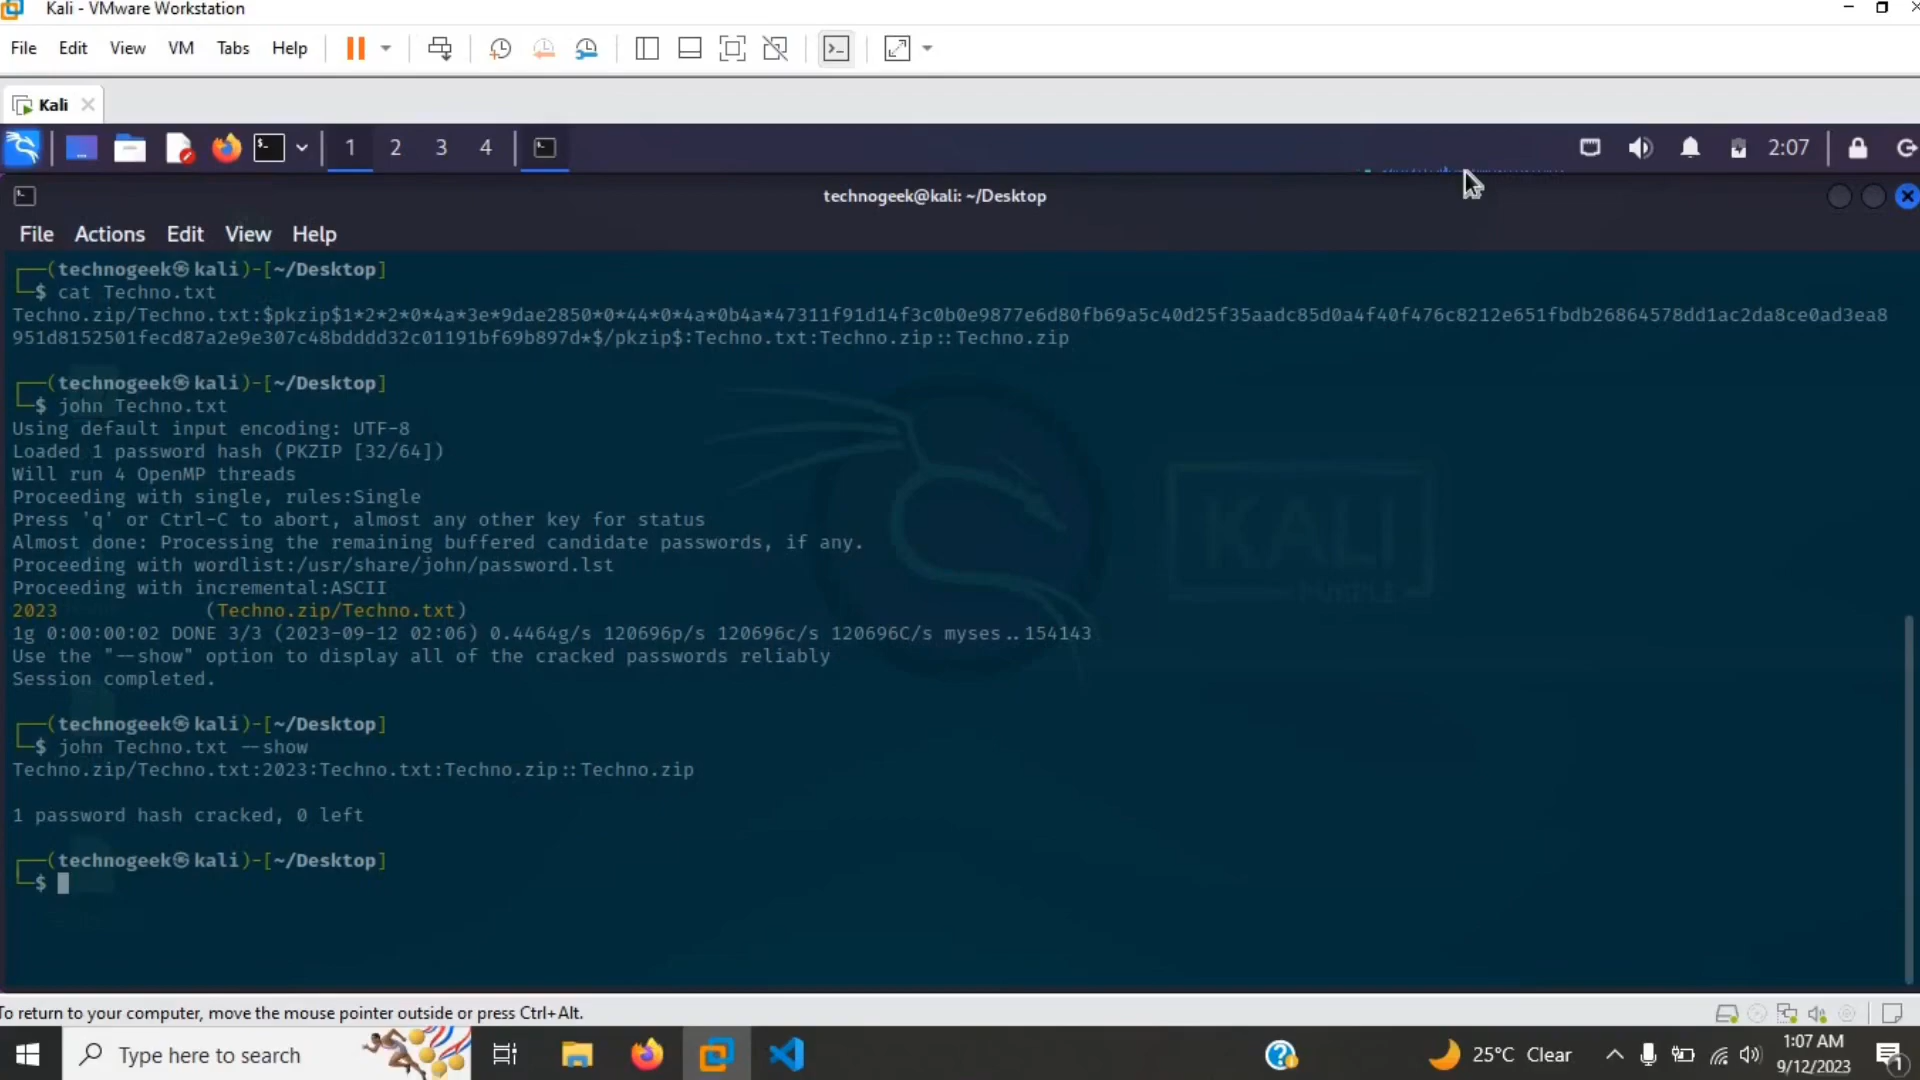 Kali - VMware Workstation
File Edit View VM Tabs Help
Kali
1 2 3 4 2:07
technogeek@kali: ~/Desktop
File Actions Edit View Help
┌──(technogeek㉿kali)-[~/Desktop]
└─$ cat Techno.txt
Techno.zip/Techno.txt:$pkzip$1*2*2*0*4a*3e*9dae2850*0*44*0*4a*0b4a*47311f91d14f3c0b0e9877e6d80fb69a5c40d25f35aadc85d0a4f40f476c8212e651fbdb26864578dd1ac2da8ce0ad3ea8
951d8152501fecd87a2e9e307c48bdddd32c01191bf69b897d*$/pkzip$:Techno.txt:Techno.zip::Techno.zip
┌──(technogeek㉿kali)-[~/Desktop]
└─$ john Techno.txt
Using default input encoding: UTF-8
Loaded 1 password hash (PKZIP [32/64])
Will run 4 OpenMP threads
Proceeding with single, rules:Single
Press 'q' or Ctrl-C to abort, almost any other key for status
Almost done: Processing the remaining buffered candidate passwords, if any.
Proceeding with wordlist:/usr/share/john/password.lst
Proceeding with incremental:ASCII
2023 (Techno.zip/Techno.txt)
1g 0:00:00:02 DONE 3/3 (2023-09-12 02:06) 0.4464g/s 120696p/s 120696c/s 120696C/s myses..154143
Use the "--show" option to display all of the cracked passwords reliably
Session completed.
┌──(technogeek㉿kali)-[~/Desktop]
└─$ john Techno.txt --show
Techno.zip/Techno.txt:2023:Techno.txt:Techno.zip::Techno.zip
1 password hash cracked, 0 left
┌──(technogeek㉿kali)-[~/Desktop]
└─$
KALI
PURPLE
To return to your computer, move the mouse pointer outside or press Ctrl+Alt.
Type here to search
25°C Clear
1:07 AM
9/12/2023
1